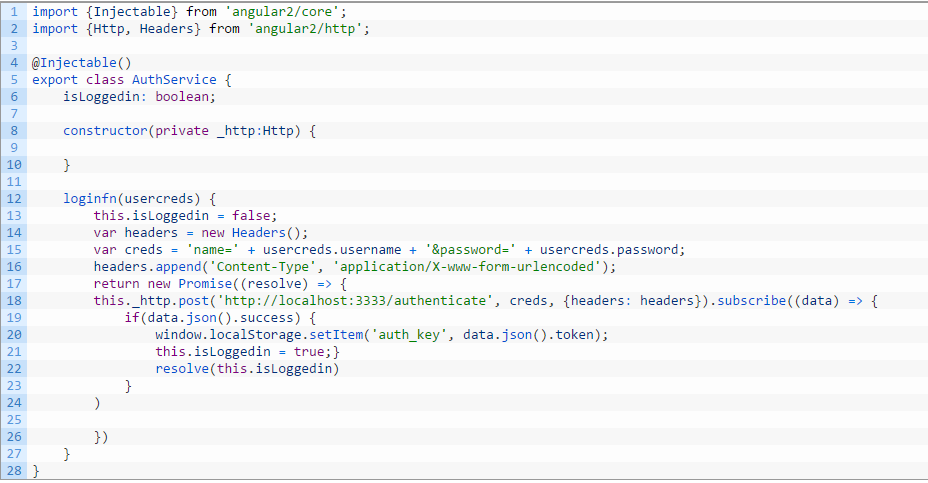 1 import {Injectable} from 'angular2/core';
2 import {Http, Headers} from 'angular2/http';
3
4 @Injectable()
5 export class AuthService {
6     isLoggedin: boolean;
7
8     constructor(private _http:Http) {
9
10     }
11
12     loginfn(usercreds) {
13         this.isLoggedin = false;
14         var headers = new Headers();
15         var creds = 'name=' + usercreds.username + '&password=' + usercreds.password;
16         headers.append('Content-Type', 'application/X-www-form-urlencoded');
17         return new Promise((resolve) => {
18         this._http.post('http://localhost:3333/authenticate', creds, {headers: headers}).subscribe((data) => {
19             if(data.json().success) {
20                 window.localStorage.setItem('auth_key', data.json().token);
21                 this.isLoggedin = true;}
22                 resolve(this.isLoggedin)
23             }
24         )
25
26         })
27     }
28 }